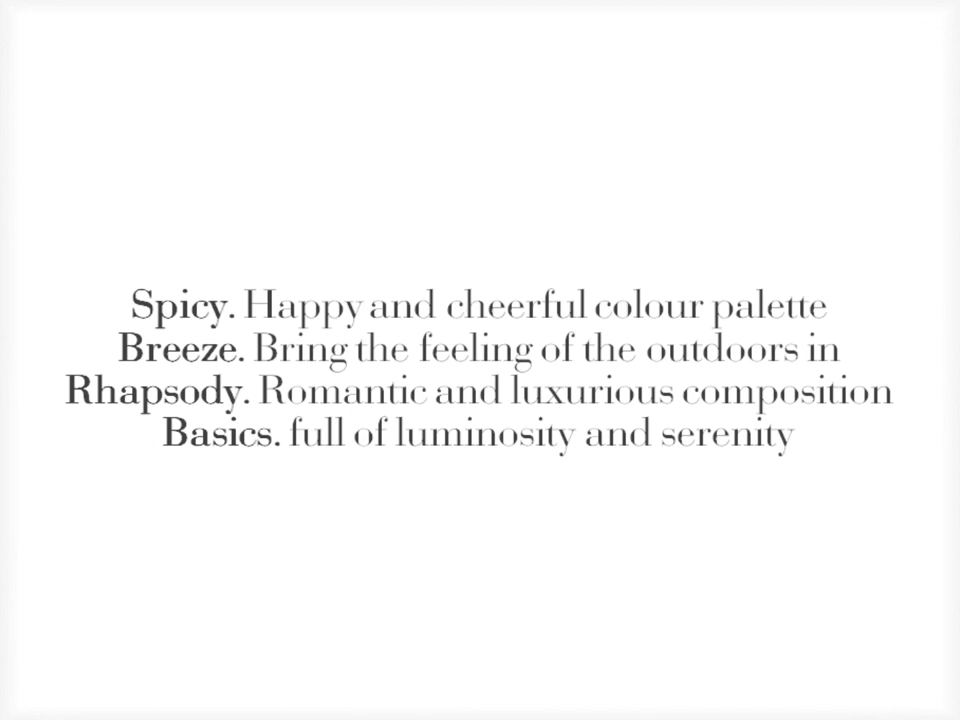 Spicy. Happy and cheerful colour palette
Breeze. Bring the feeling of the outdoors in
Rhapsody. Romantic and luxurious composition
Basics. full of luminosity and serenity